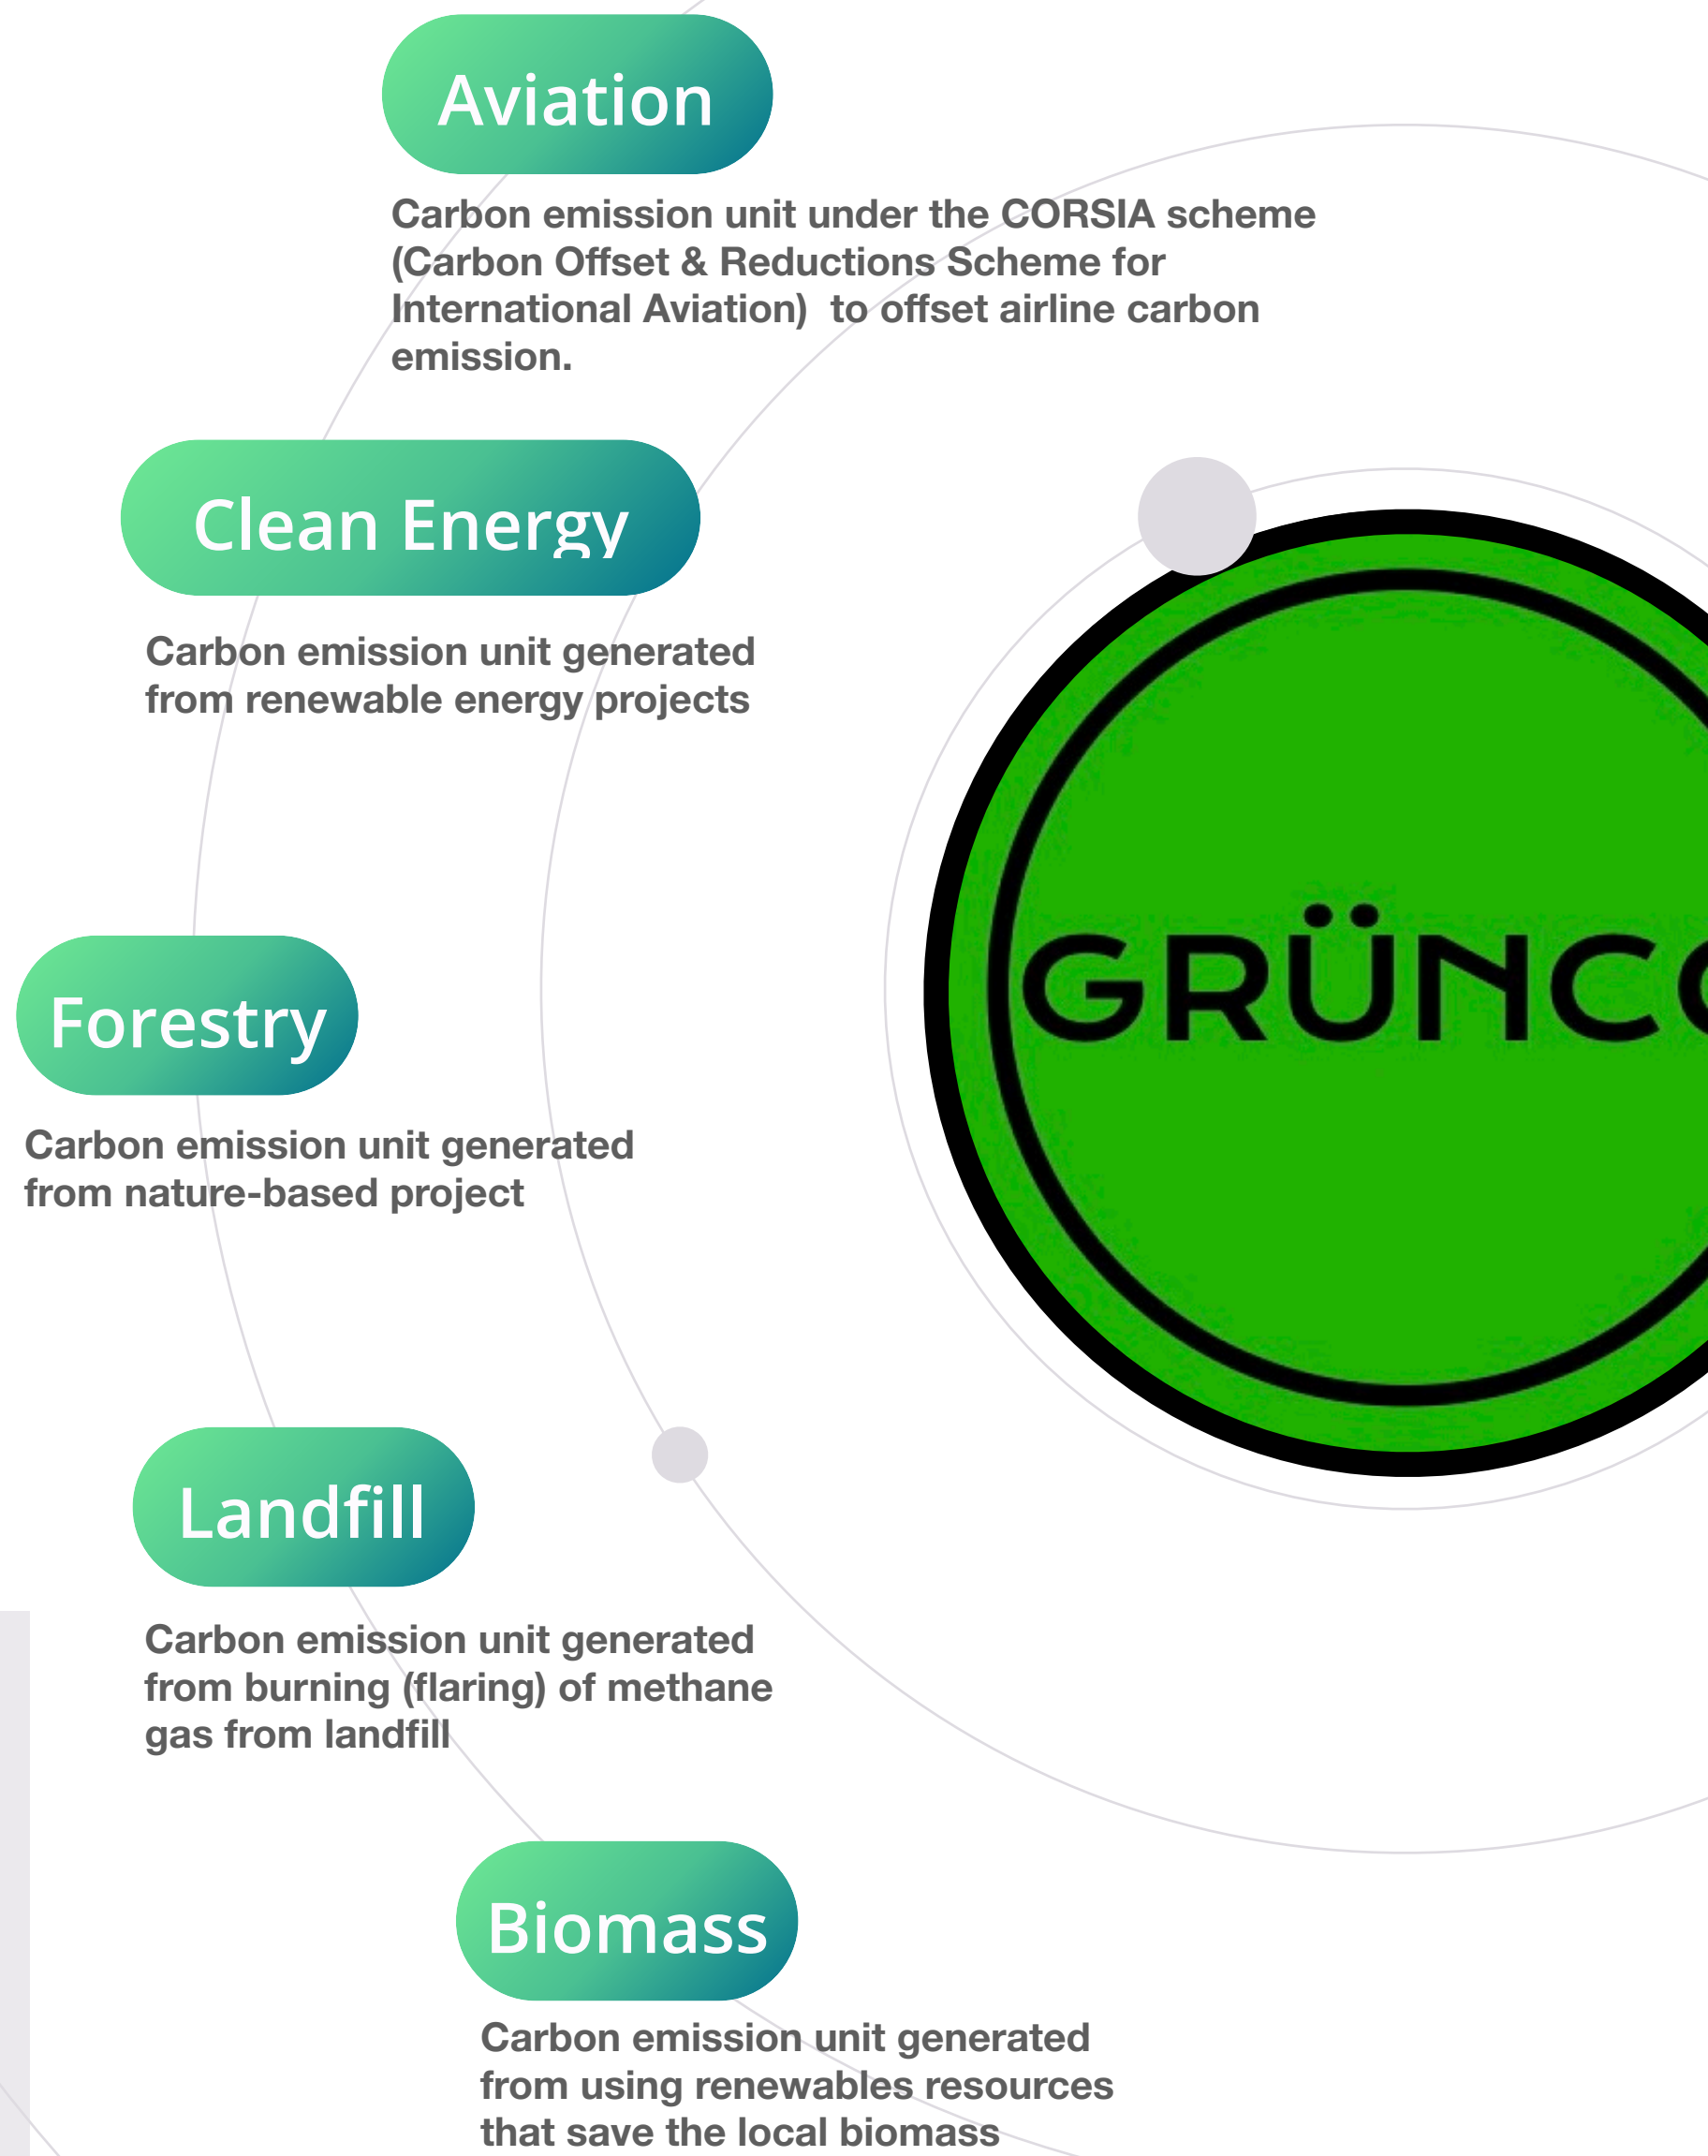 Aviation
Carbon emission unit under the CORSIA scheme
(Carbon Offset & Reductions Scheme for
International Aviation)  to offset airline carbon
emission.
Clean Energy
Carbon emission unit generated
from renewable energy projects
GRÜNC
Forestry
Carbon emission unit generated
from nature-based project
Landfill
Carbon emission unit generated
from burning (flaring) of methane
gas from landfill
Biomass
Carbon emission unit generated
from using renewables resources
that save the local biomass